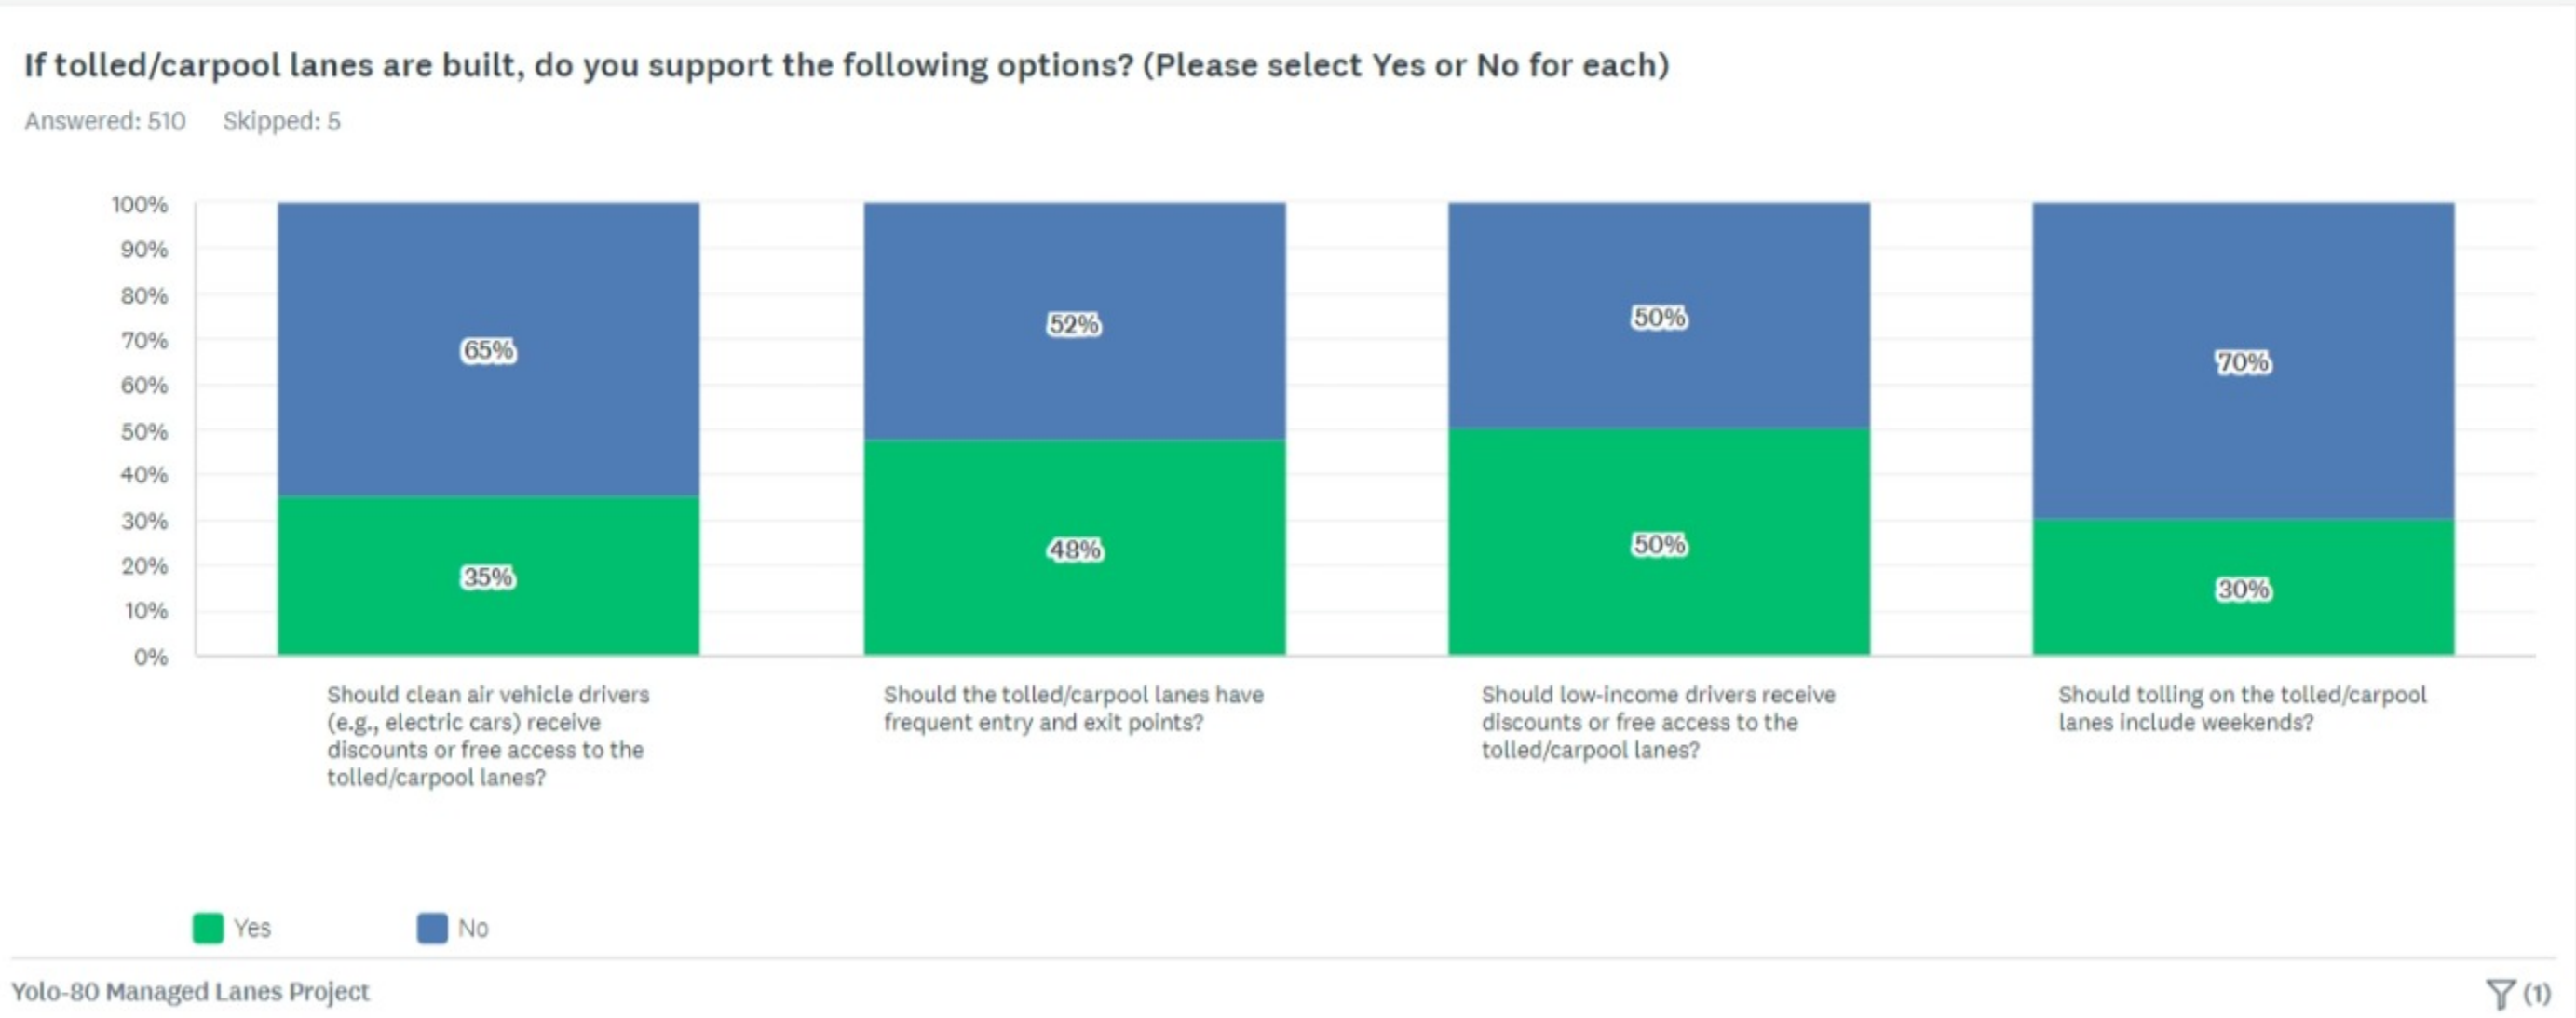 If tolled/carpool lanes are built, do you support the following options? (Please select Yes or No for each)
Answered: 510 Skipped: 5
100%
90%
80%
70%
60%
50%
40%
30%
20%
10%
0%
65%
35%
52%
48%
50%
50%
70%
30%
Should clean air vehicle drivers
(e.g., electric cars) receive
discounts or free access to the
tolled/carpool lanes?
Should the tolled/carpool lanes have
frequent entry and exit points?
Should low-income drivers receive
discounts or free access to the
tolled/carpool lanes?
Should tolling on the tolled/carpool
lanes include weekends?
Yes No
Yolo-80 Managed Lanes Project
(1)